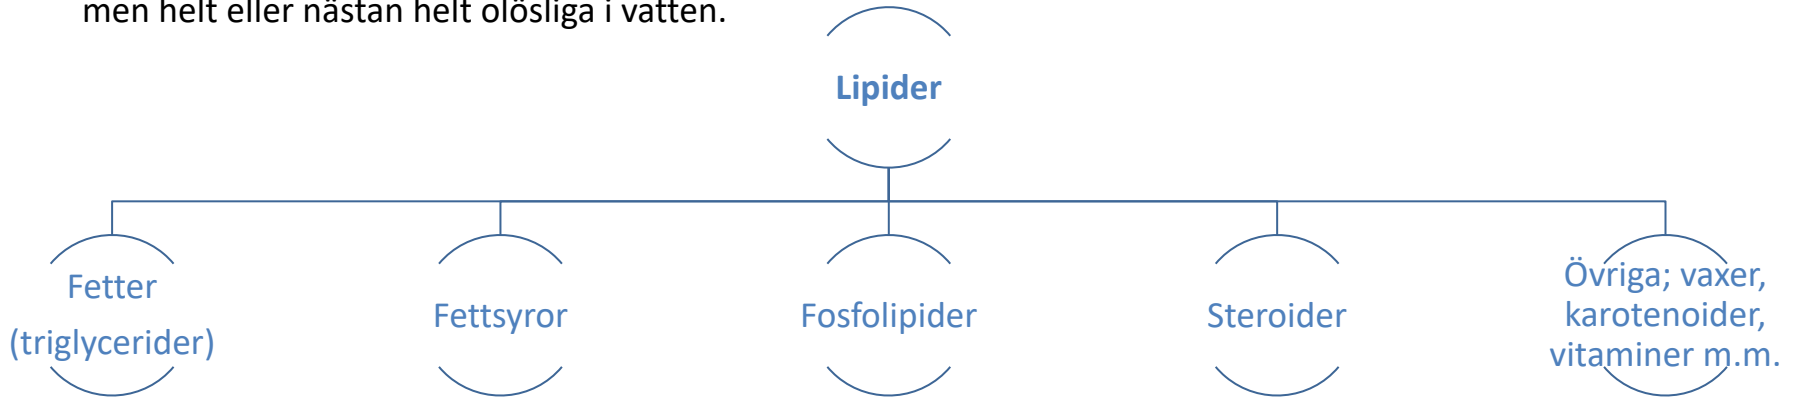 men helt eller nästan helt olösliga i vatten.
Lipider
Fetter
(triglycerider)
Fettsyror
Fosfolipider
Steroider
Övriga; vaxer,
karotenoider,
vitaminer m.m.